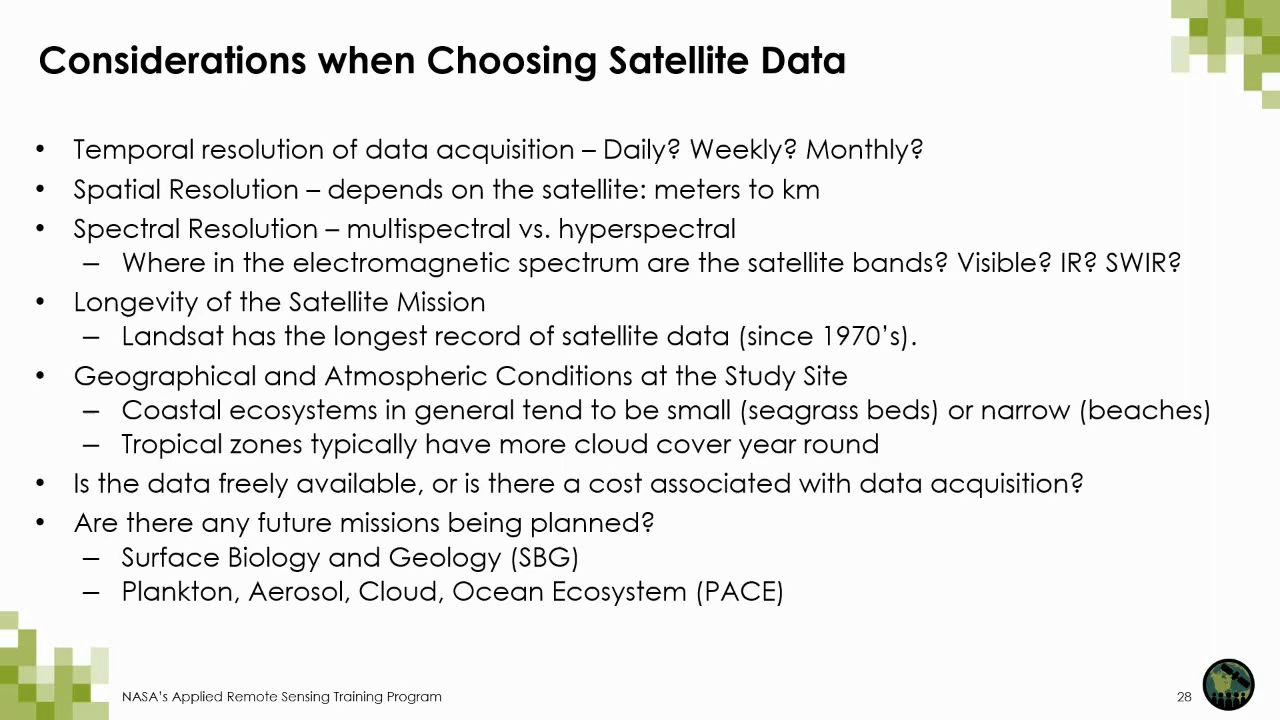 Considerations when Choosing Satellite Data
• Temporal resolution of data acquisition – Daily? Weekly? Monthly?
• Spatial Resolution – depends on the satellite: meters to km
• Spectral Resolution – multispectral vs. hyperspectral
– Where in the electromagnetic spectrum are the satellite bands? Visible? IR? SWIR?
• Longevity of the Satellite Mission
– Landsat has the longest record of satellite data (since 1970’s).
• Geographical and Atmospheric Conditions at the Study Site
– Coastal ecosystems in general tend to be small (seagrass beds) or narrow (beaches)
– Tropical zones typically have more cloud cover year round
• Is the data freely available, or is there a cost associated with data acquisition?
• Are there any future missions being planned?
– Surface Biology and Geology (SBG)
– Plankton, Aerosol, Cloud, Ocean Ecosystem (PACE)
NASA’s Applied Remote Sensing Training Program
28